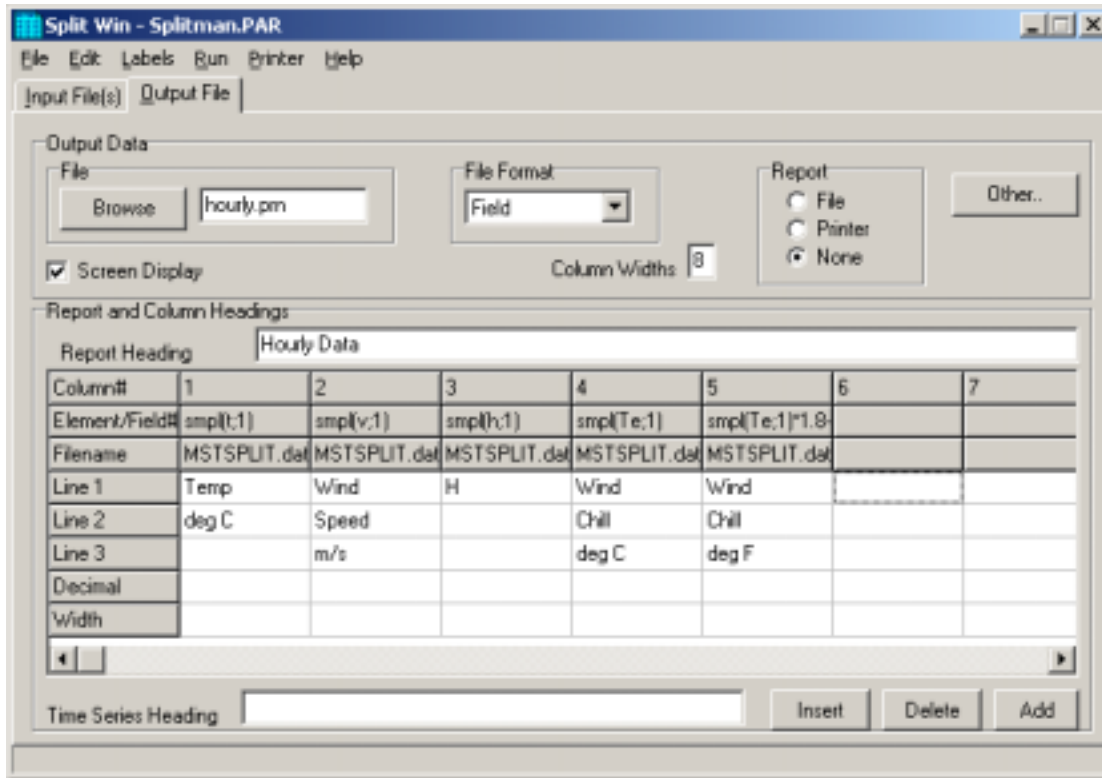 Split Win - Splitman.PAR
File Edit Labels Run Printer Help
Input File(s) Output File
Output Data
File
Browse hourly.prn
File Format
Field
Report
File
Printer
None
Other..
Screen Display
Column Widths 8
Report and Column Headings
Report Heading Hourly Data
Column# 1 2 3 4 5 6 7
Element/Field# smpl(t;1) smpl(v;1) smpl(h;1) smpl(Te;1) smpl(Te;1)*1.8-
Filename MSTSPLIT.dat MSTSPLIT.dat MSTSPLIT.dat MSTSPLIT.dat MSTSPLIT.dat
Line 1 Temp Wind H Wind Wind
Line 2 deg C Speed Chill Chill
Line 3 m/s deg C deg F
Decimal
Width
Time Series Heading Insert Delete Add